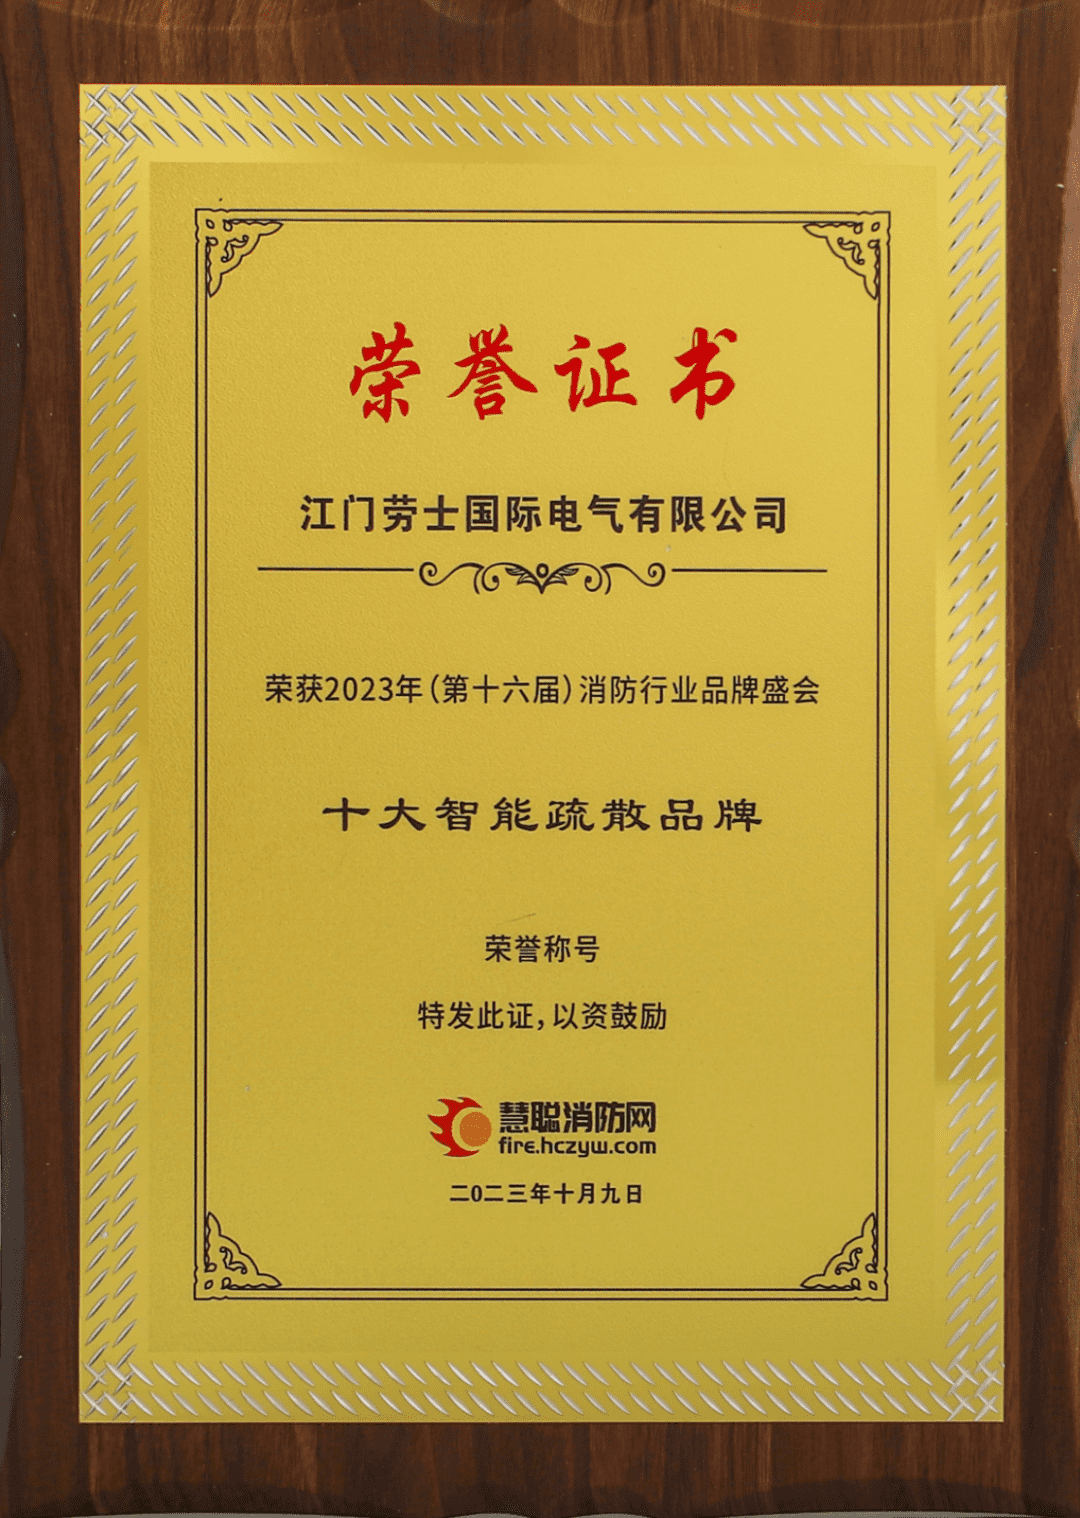 荣誉证书
江门劳士国际电气有限公司
荣获2023年(第十六届)消防行业品牌盛会
十大智能疏散品牌
荣誉称号
特发此证,以资鼓励
慧聪消防网
fire.hczyw.com
二0二三年十月九日